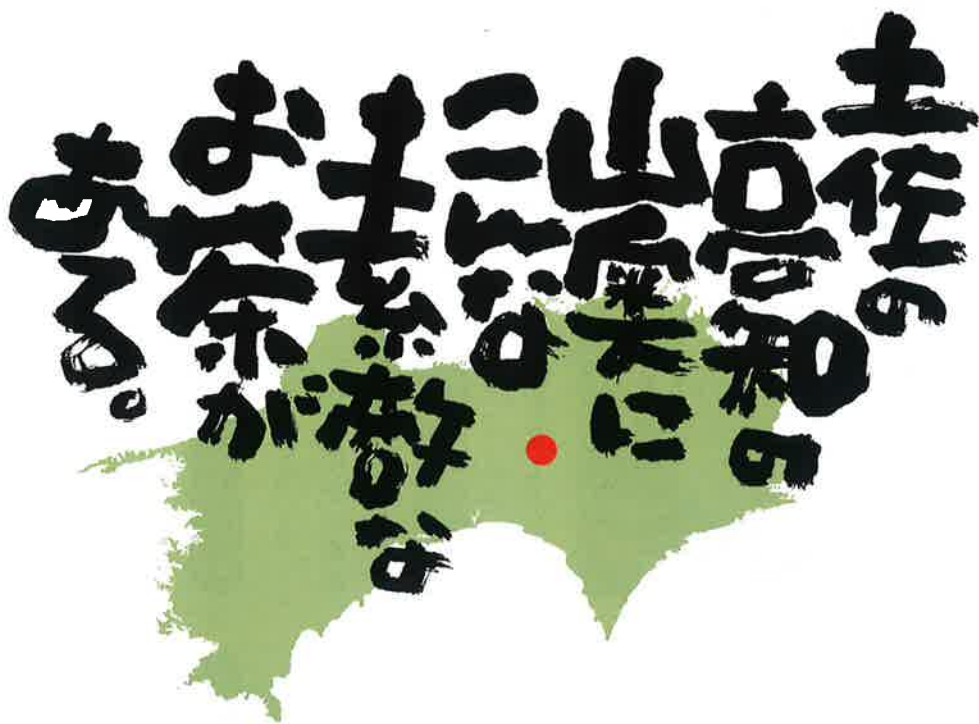 土佐の
高知の
山奥に
こんな
素敵な
お茶が
ある。